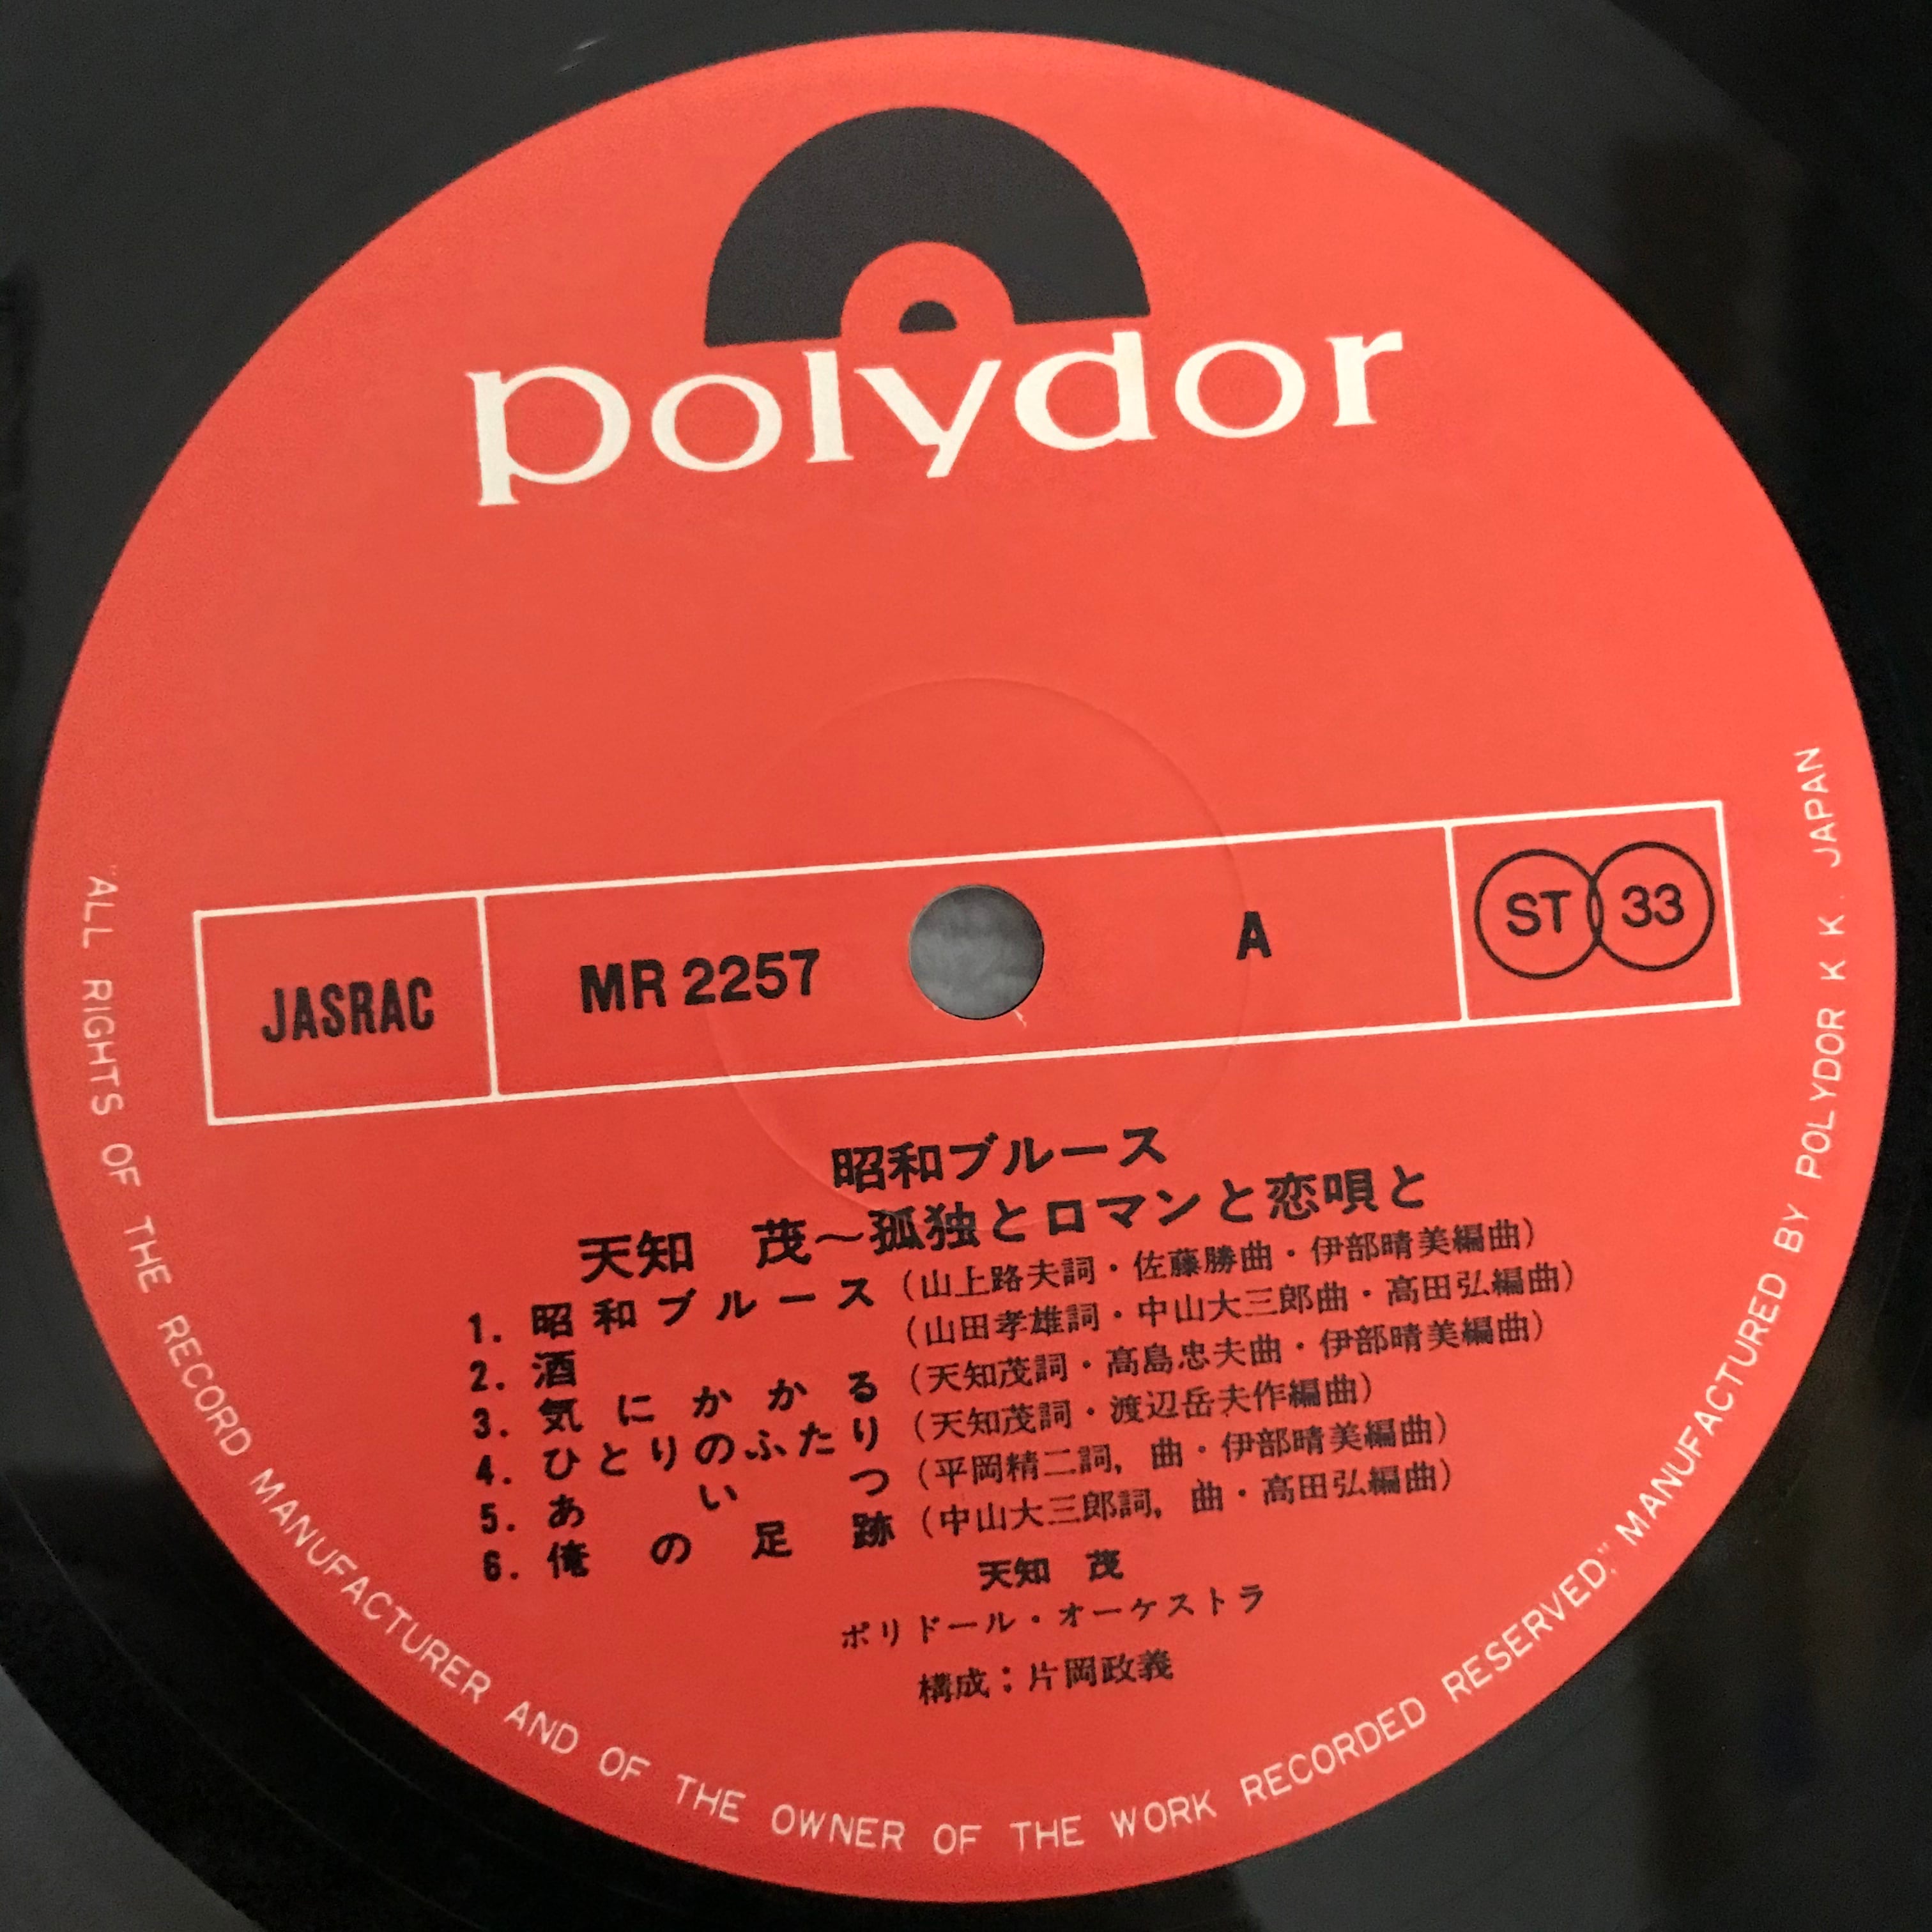 polydor
JASRAC
MR 2257
A
ST 33
昭和ブルース
天知 茂～孤独とロマンと恋唄と
1. 昭和ブルース (山上路夫詞・佐藤勝曲・伊部晴美編曲)
2. 酒 (山田孝雄詞・中山大三郎曲・高田弘編曲)
3. 気にかかる (天知茂詞・高島忠夫曲・伊部晴美編曲)
4. ひとりのふたり (天知茂詞・渡辺岳夫作編曲)
5. あいつ (平岡精二詞，曲・伊部晴美編曲)
6. 俺の足跡 (中山大三郎詞，曲・高田弘編曲)
天知 茂
ポリドール・オーケストラ
構成：片岡政義
"ALL RIGHTS OF THE RECORD MANUFACTURER AND OF THE OWNER OF THE WORK RECORDED RESERVED." MANUFACTURED BY POLYDOR K.K. JAPAN